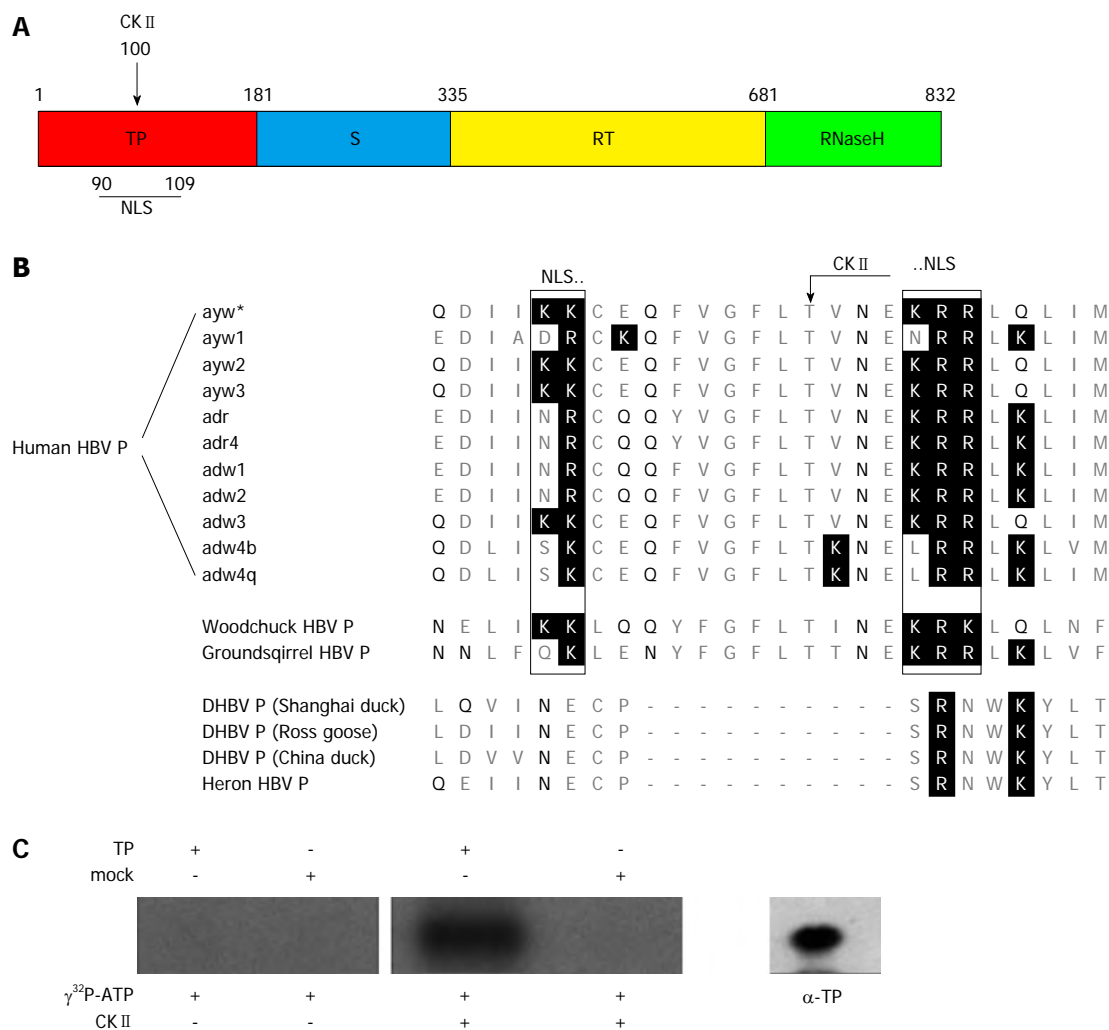 A
CK II
100
1 181 335 681 832
TP S RT RNaseH
90 109
NLS
B
NLS.. CK II ..NLS
Human HBV P
ayw* Q D I I K K C E Q F V G F L T V N E K R R L Q L I M
ayw1 E D I A D R C K Q F V G F L T V N E N R R L K L I M
ayw2 Q D I I K K C E Q F V G F L T V N E K R R L Q L I M
ayw3 Q D I I K K C E Q F V G F L T V N E K R R L Q L I M
adr E D I I N R C Q Q Y V G F L T V N E K R R L K L I M
adr4 E D I I N R C Q Q Y V G F L T V N E K R R L K L I M
adw1 E D I I N R C Q Q F V G F L T V N E K R R L K L I M
adw2 E D I I N R C Q Q F V G F L T V N E K R R L K L I M
adw3 Q D I I K K C E Q F V G F L T V N E K R R L Q L I M
adw4b Q D L I S K C E Q F V G F L T K N E L R R L K L V M
adw4q Q D L I S K C E Q F V G F L T K N E L R R L K L I M
Woodchuck HBV P N E L I K K L Q Q Y F G F L T I N E K R K L Q L N F
Groundsqirrel HBV P N N L F Q K L E N Y F G F L T T N E K R R L K L V F
DHBV P (Shanghai duck) L Q V I N E C P - - - - - - - - - - S R N W K Y L T
DHBV P (Ross goose) L D I I N E C P - - - - - - - - - - S R N W K Y L T
DHBV P (China duck) L D V V N E C P - - - - - - - - - - S R N W K Y L T
Heron HBV P Q E I I N E C P - - - - - - - - - - S R N W K Y L T
C
TP + - + -
mock - + - +
γ³²P-ATP + + + + α-TP
CK II - - + +